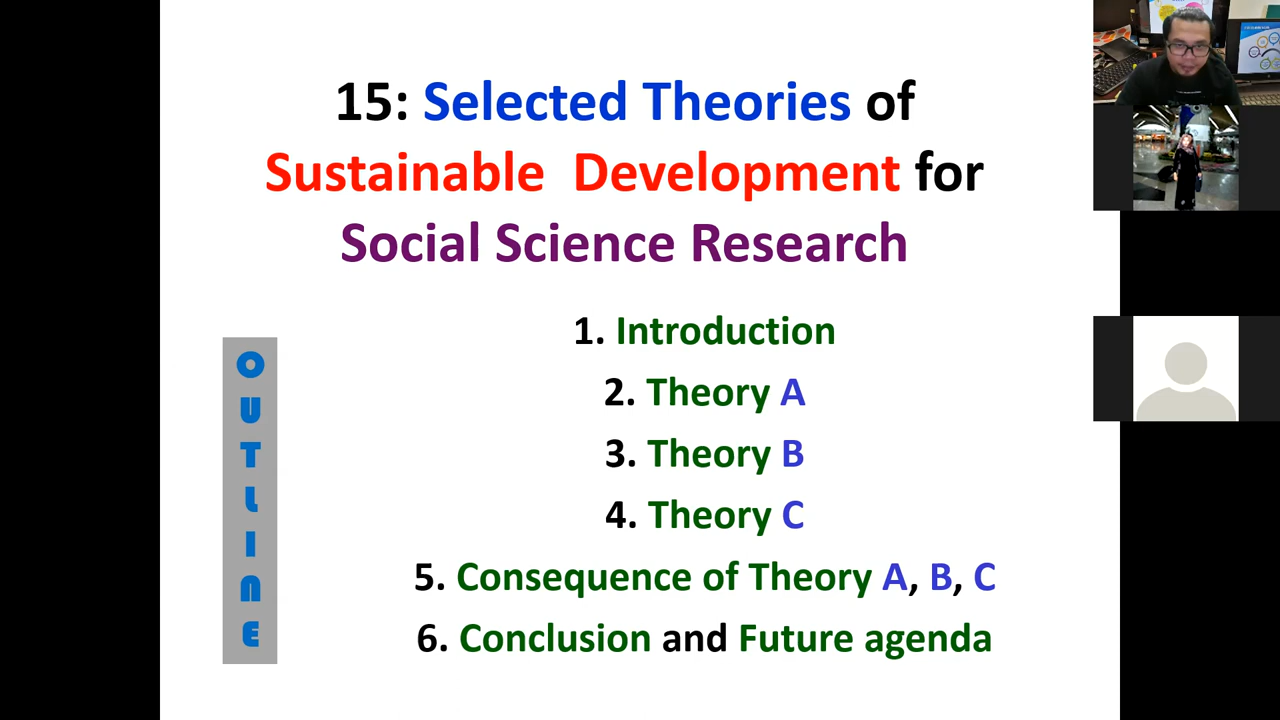 15: Selected Theories of
Sustainable Development for
Social Science Research
OUTLINE
1. Introduction
2. Theory A
3. Theory B
4. Theory C
5. Consequence of Theory A, B, C
6. Conclusion and Future agenda